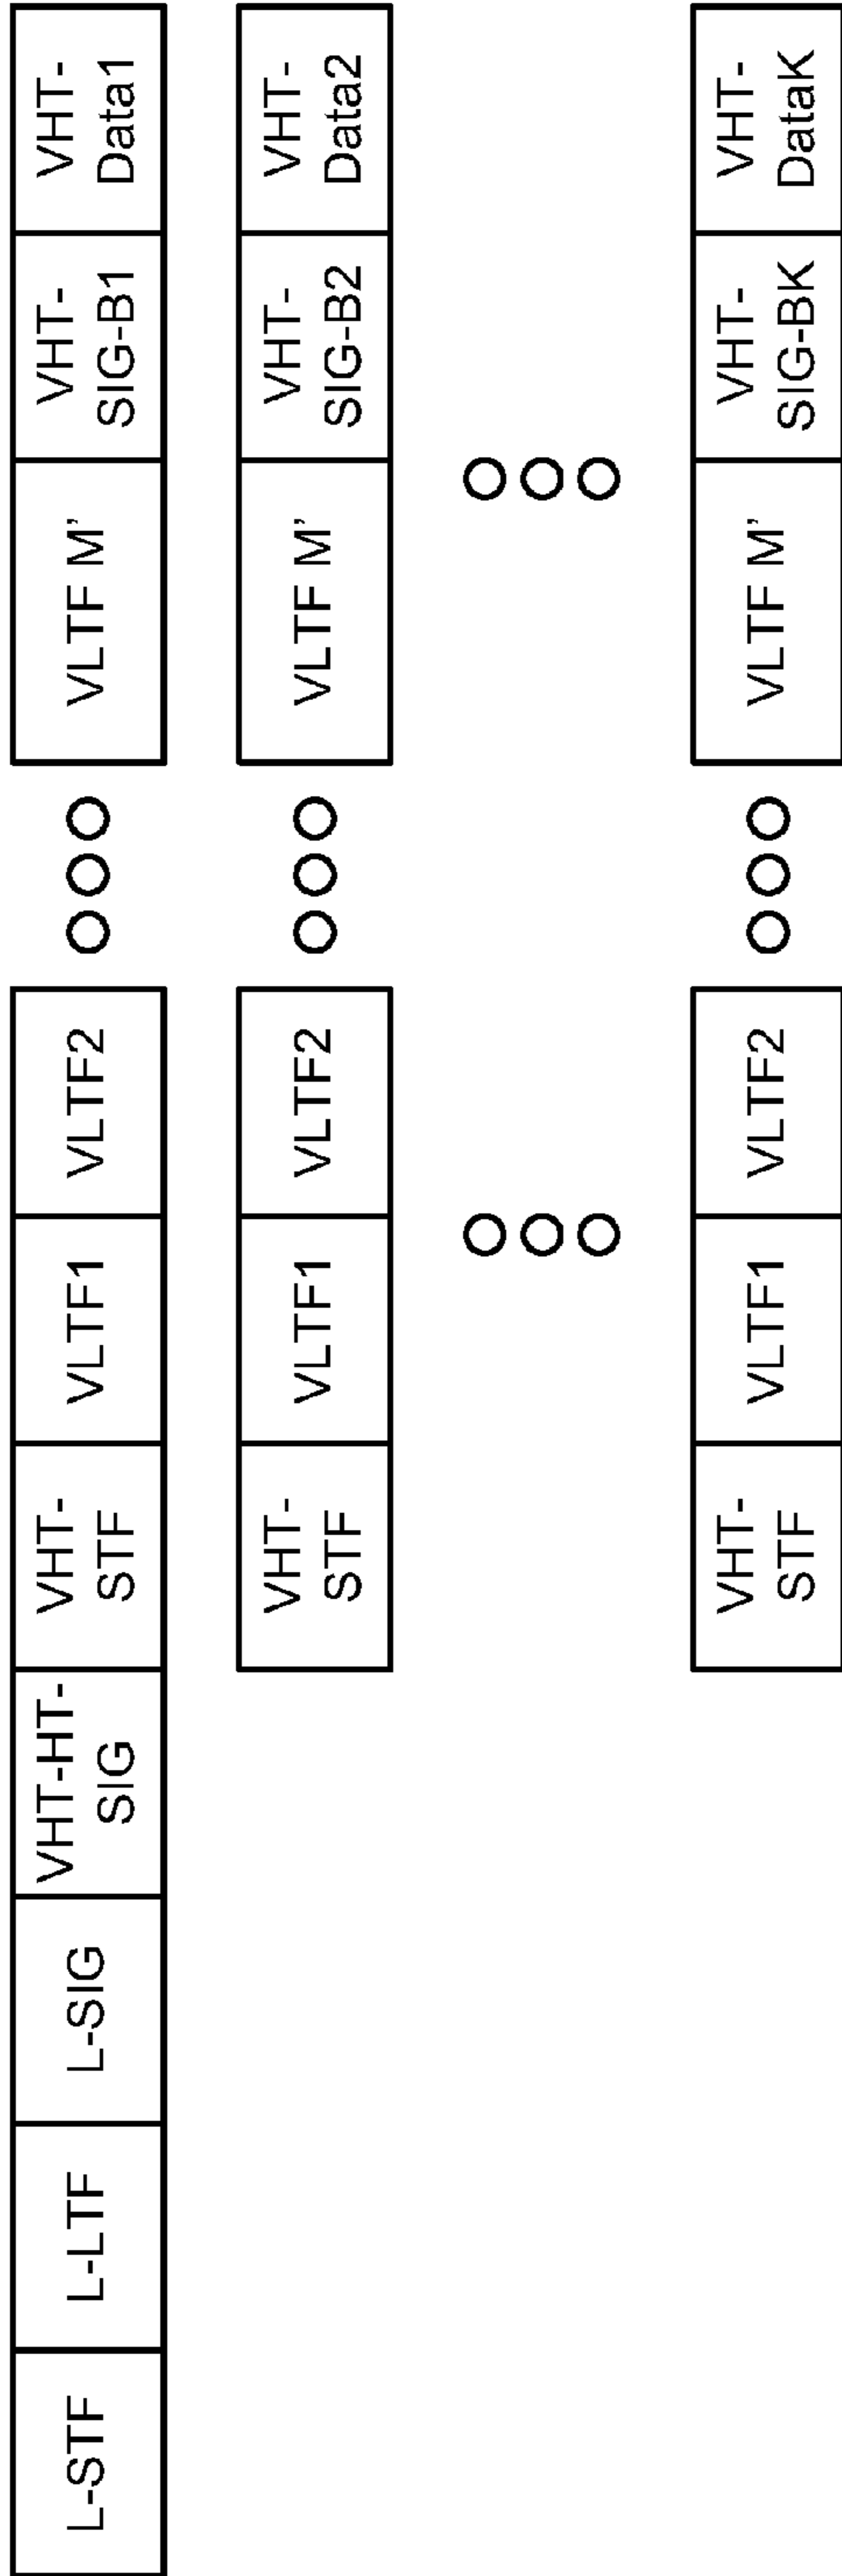 L-STF
L-LTF
L-SIG
VHT-HT-
SIG
VHT-
STF
VLTF1
VLTF2
VLTF M’
VHT-
SIG-B1
VHT-
Data1
VHT-
STF
VLTF1
VLTF2
VLTF M’
VHT-
SIG-B2
VHT-
Data2
VHT-
STF
VLTF1
VLTF2
VLTF M’
VHT-
SIG-BK
VHT-
DataK